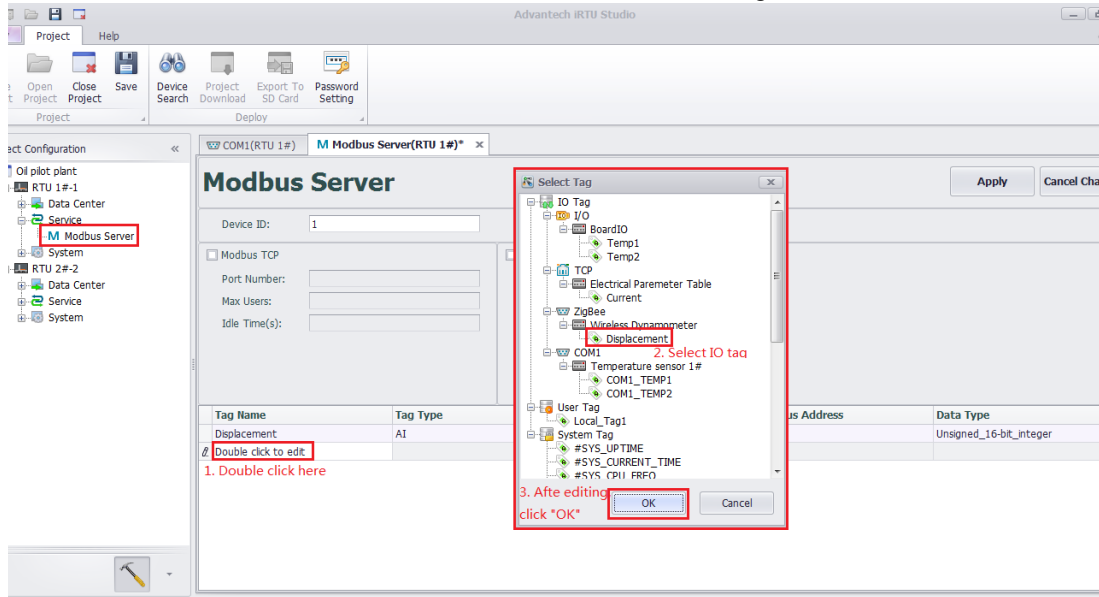 Advantech iRTU Studio
Project Help
Open Project
Close Project
Save
Device Search
Project Download
Export To SD Card
Password Setting
Project
Deploy
ect Configuration «
COM1(RTU 1#)
M Modbus Server(RTU 1#)* x
Oil pilot plant
RTU 1#-1
Data Center
Service
M Modbus Server
System
RTU 2#-2
Data Center
Service
System
Modbus Server
Apply
Cancel Cha
Device ID: 1
Modbus TCP
Port Number:
Max Users:
Idle Time(s):
Select Tag
IO Tag
I/O
BoardIO
Temp1
Temp2
TCP
Electrical Paremeter Table
Current
ZigBee
Wireless Dynamometer
Displacement
2. Select IO tag
COM1
Temperature sensor 1#
COM1_TEMP1
COM1_TEMP2
User Tag
Local_Tag1
System Tag
#SYS_UPTIME
#SYS_CURRENT_TIME
#SYS_CPU_FREQ
3. Afte editing
click "OK"
OK
Cancel
Tag Name Tag Type us Address Data Type
Displacement AI Unsigned_16-bit_integer
Double click to edit
1. Double click here